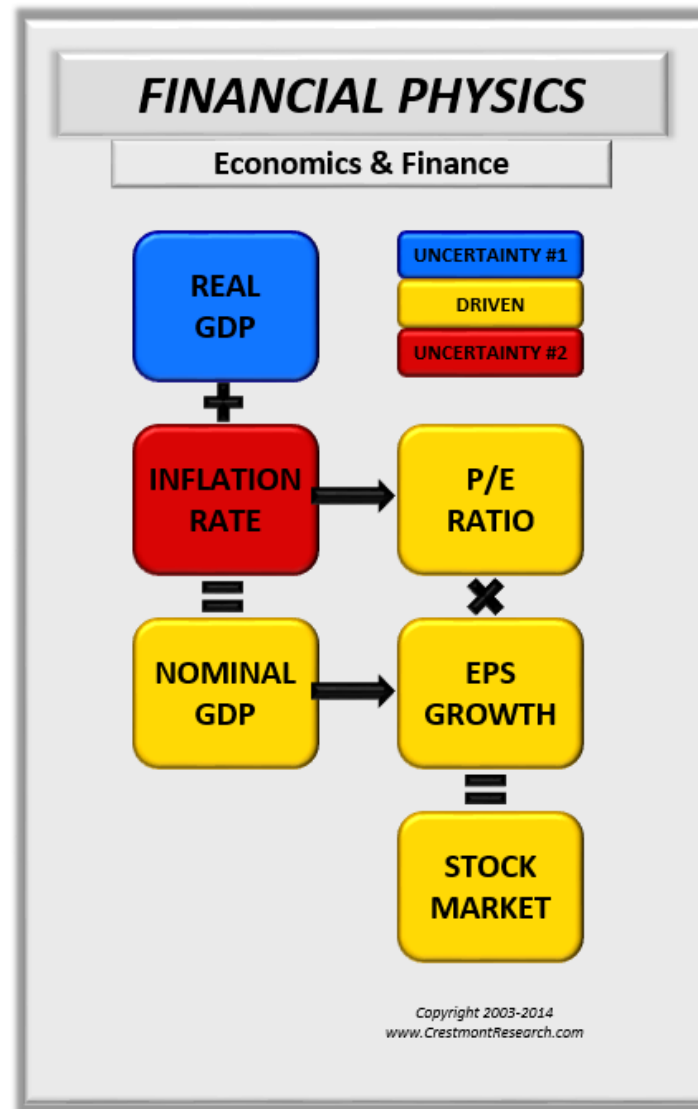 FINANCIAL PHYSICS
Economics & Finance
REAL
GDP
UNCERTAINTY #1
DRIVEN
UNCERTAINTY #2
+
INFLATION
RATE
P/E
RATIO
=
×
NOMINAL
GDP
EPS
GROWTH
=
STOCK
MARKET
Copyright 2003-2014
www.CrestmontResearch.com